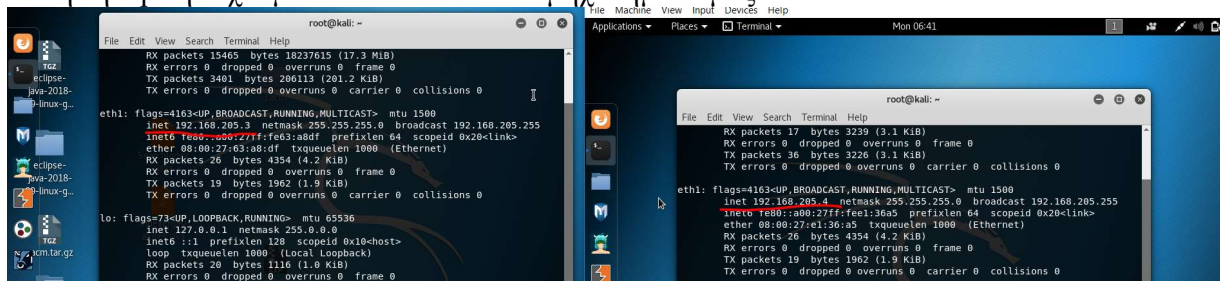 root@kali: ~
File Edit View Search Terminal Help
RX packets 15465 bytes 18237615 (17.3 MiB)
RX errors 0 dropped 0 overruns 0 frame 0
TX packets 3401 bytes 206113 (201.2 KiB)
TX errors 0 dropped 0 overruns 0 carrier 0 collisions 0
eth1: flags=4163<UP,BROADCAST,RUNNING,MULTICAST> mtu 1500
inet 192.168.205.3 netmask 255.255.255.0 broadcast 192.168.205.255
inet6 fe80::a00:27ff:fe63:a8df prefixlen 64 scopeid 0x20<link>
ether 08:00:27:63:a8:df txqueuelen 1000 (Ethernet)
RX packets 26 bytes 4354 (4.2 KiB)
RX errors 0 dropped 0 overruns 0 frame 0
TX packets 19 bytes 1962 (1.9 KiB)
TX errors 0 dropped 0 overruns 0 carrier 0 collisions 0
lo: flags=73<UP,LOOPBACK,RUNNING> mtu 65536
inet 127.0.0.1 netmask 255.0.0.0
inet6 ::1 prefixlen 128 scopeid 0x10<host>
loop txqueuelen 1000 (Local Loopback)
RX packets 20 bytes 1116 (1.0 KiB)
RX errors 0 dropped 0 overruns 0 frame 0
TGZ
eclipse-
java-2018-
-linux-g...
eclipse-
java-2018-
-linux-g...
TGZ
acm.tar.gz
File Machine View Input Devices Help
Applications Places Terminal Mon 06:41 1
root@kali: ~
File Edit View Search Terminal Help
RX packets 17 bytes 3239 (3.1 KiB)
RX errors 0 dropped 0 overruns 0 frame 0
TX packets 36 bytes 3226 (3.1 KiB)
TX errors 0 dropped 0 overruns 0 carrier 0 collisions 0
eth1: flags=4163<UP,BROADCAST,RUNNING,MULTICAST> mtu 1500
inet 192.168.205.4 netmask 255.255.255.0 broadcast 192.168.205.255
inet6 fe80::a00:27ff:fee1:36a5 prefixlen 64 scopeid 0x20<link>
ether 08:00:27:e1:36:a5 txqueuelen 1000 (Ethernet)
RX packets 26 bytes 4354 (4.2 KiB)
RX errors 0 dropped 0 overruns 0 frame 0
TX packets 19 bytes 1962 (1.9 KiB)
TX errors 0 dropped 0 overruns 0 carrier 0 collisions 0